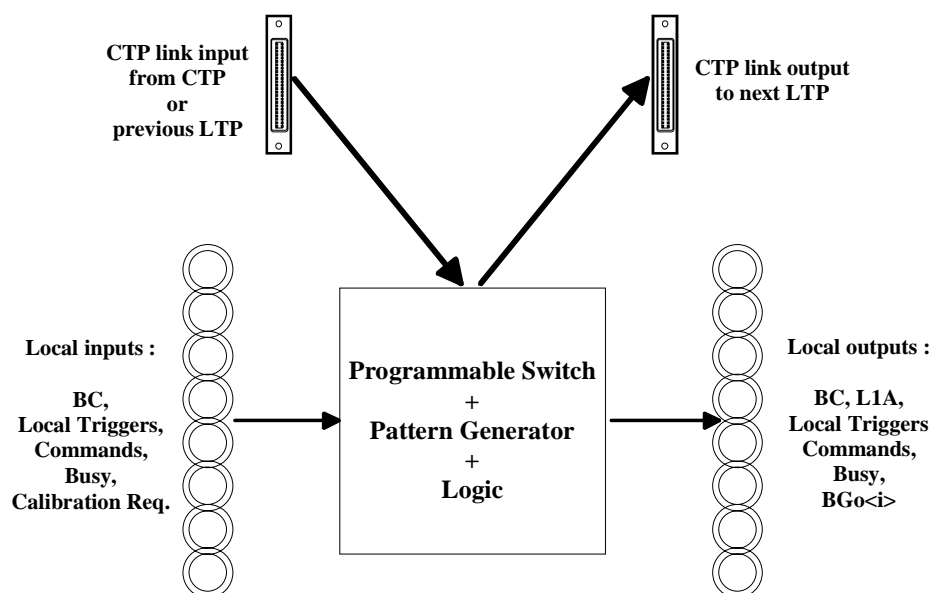 CTP link input
from CTP
or
previous LTP
CTP link output
to next LTP
Local inputs :
BC,
Local Triggers,
Commands,
Busy,
Calibration Req.
Programmable Switch
+
Pattern Generator
+
Logic
Local outputs :
BC, L1A,
Local Triggers
Commands,
Busy,
BGo<i>